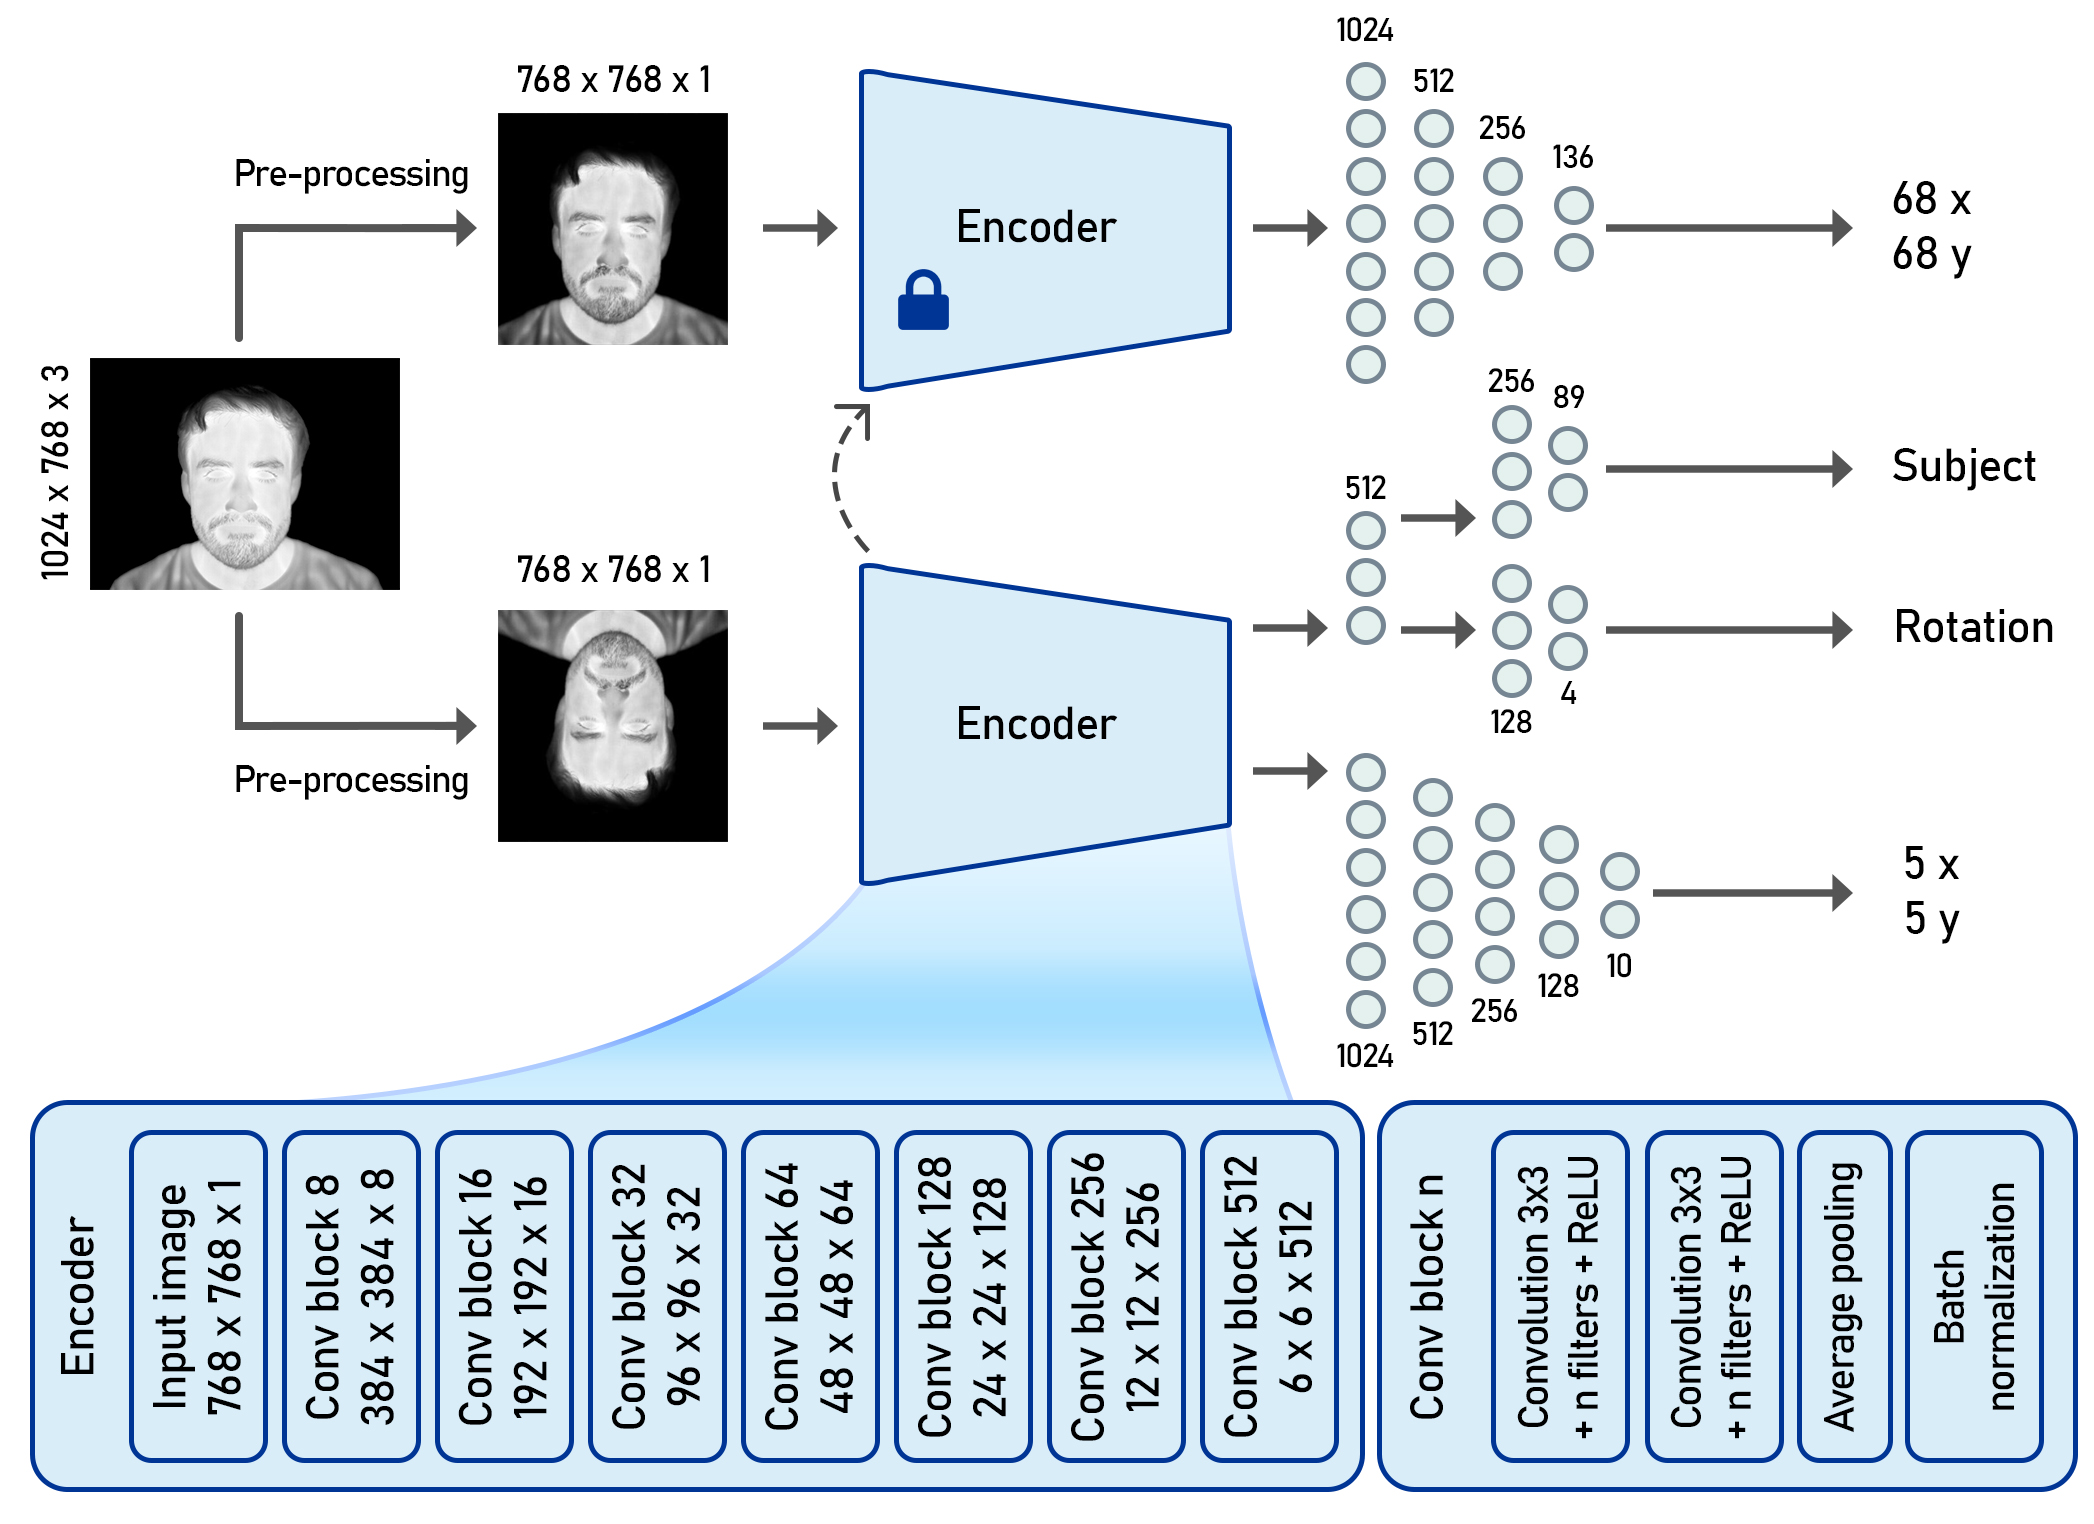 1024
512
256
136
768 x 768 x 1
Pre-processing
Encoder
68 x
68 y
1024 x 768 x 3
256
89
512
Subject
768 x 768 x 1
Rotation
128
4
Encoder
Pre-processing
5 x
5 y
10
128
256
512
1024
Encoder
Input image
768 x 768 x 1
Conv block 8
384 x 384 x 8
Conv block 16
192 x 192 x 16
Conv block 32
96 x 96 x 32
Conv block 64
48 x 48 x 64
Conv block 128
24 x 24 x 128
Conv block 256
12 x 12 x 256
Conv block 512
6 x 6 x 512
Conv block n
Convolution 3x3
+ n filters + ReLU
Convolution 3x3
+ n filters + ReLU
Average pooling
Batch
normalization